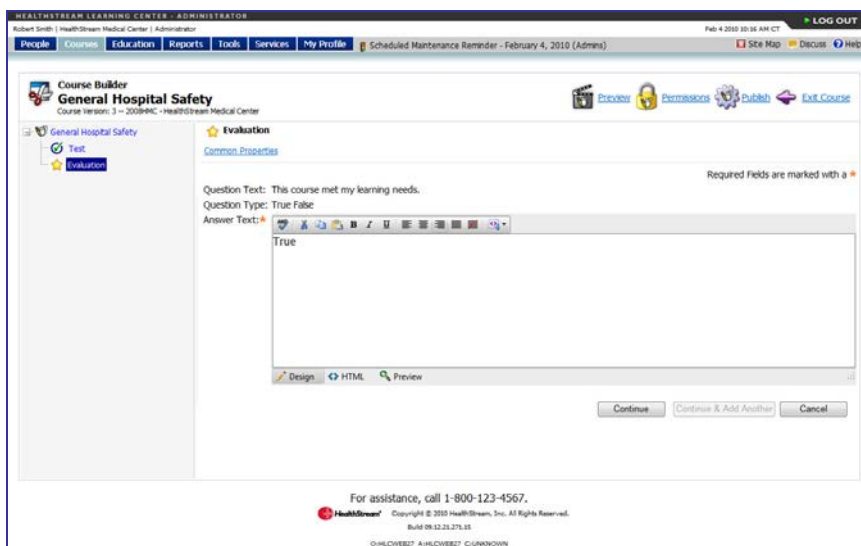 HEALTHSTREAM LEARNING CENTER - ADMINISTRATOR
LOG OUT
Robert Smith | HealthStream Medical Center | Administrator
Feb 4 2010 10:16 AM CT
People Courses Education Reports Tools Services My Profile Scheduled Maintenance Reminder - February 4, 2010 (Admins) Site Map Discuss Help
Course Builder
General Hospital Safety
Course Version: 3 -- 2008HMC - HealthStream Medical Center
Preview Permissions Publish Exit Course
General Hospital Safety
Test
Evaluation
Evaluation
Common Properties
Required Fields are marked with a *
Question Text: This course met my learning needs.
Question Type: True False
Answer Text:*
B I U
True
Design HTML Preview
Continue Continue & Add Another Cancel
For assistance, call 1-800-123-4567.
HealthStream Copyright © 2010 HealthStream, Inc. All Rights Reserved.
Build 09.12.21.271.15
O:HLCWEB27 A:HLCWEB27 C:UNKNOWN